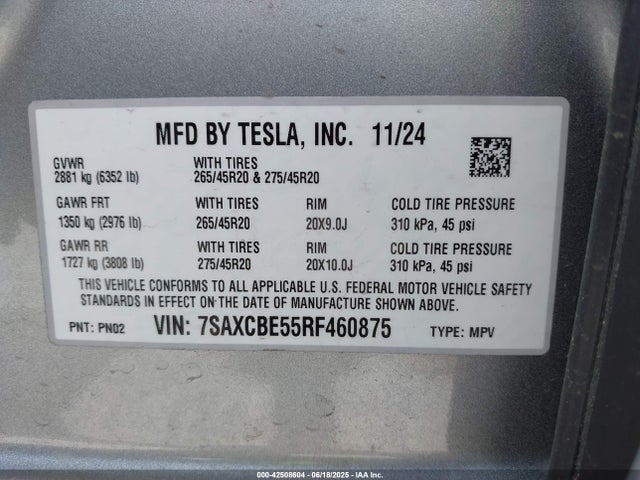 MFD BY TESLA, INC. 11/24
GVWR WITH TIRES
2881 kg (6352 lb) 265/45R20 & 275/45R20
GAWR FRT WITH TIRES RIM COLD TIRE PRESSURE
1350 kg (2976 lb) 265/45R20 20X9.0J 310 kPa, 45 psi
GAWR RR WITH TIRES RIM COLD TIRE PRESSURE
1727 kg (3808 lb) 275/45R20 20X10.0J 310 kPa, 45 psi
THIS VEHICLE CONFORMS TO ALL APPLICABLE U.S. FEDERAL MOTOR VEHICLE SAFETY
STANDARDS IN EFFECT ON THE DATE OF MANUFACTURE SHOWN ABOVE.
PNT: PN02 VIN: 7SAXCBE55RF460875 TYPE: MPV
000-42508604 | 06/18/2025 - IAA Inc.